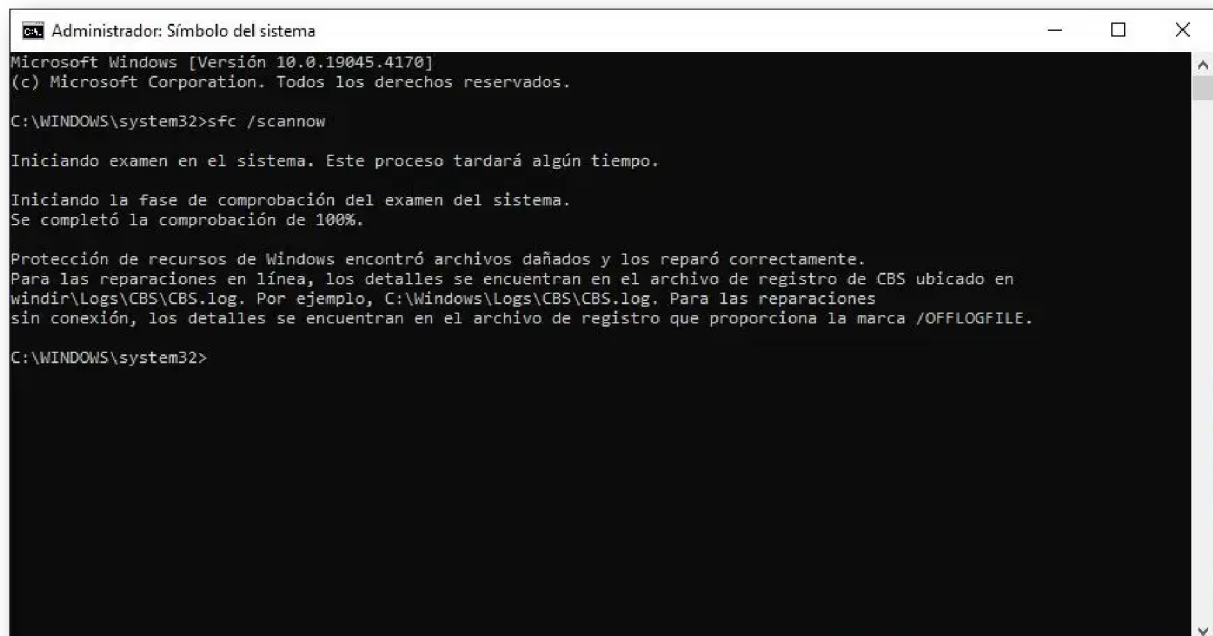 Administrador: Símbolo del sistema
Microsoft Windows [Versión 10.0.19045.4170]
(c) Microsoft Corporation. Todos los derechos reservados.
C:\WINDOWS\system32>sfc /scannow
Iniciando examen en el sistema. Este proceso tardará algún tiempo.
Iniciando la fase de comprobación del examen del sistema.
Se completó la comprobación de 100%.
Protección de recursos de Windows encontró archivos dañados y los reparó correctamente.
Para las reparaciones en línea, los detalles se encuentran en el archivo de registro de CBS ubicado en
windir\Logs\CBS\CBS.log. Por ejemplo, C:\Windows\Logs\CBS\CBS.log. Para las reparaciones
sin conexión, los detalles se encuentran en el archivo de registro que proporciona la marca /OFFLOGFILE.
C:\WINDOWS\system32>